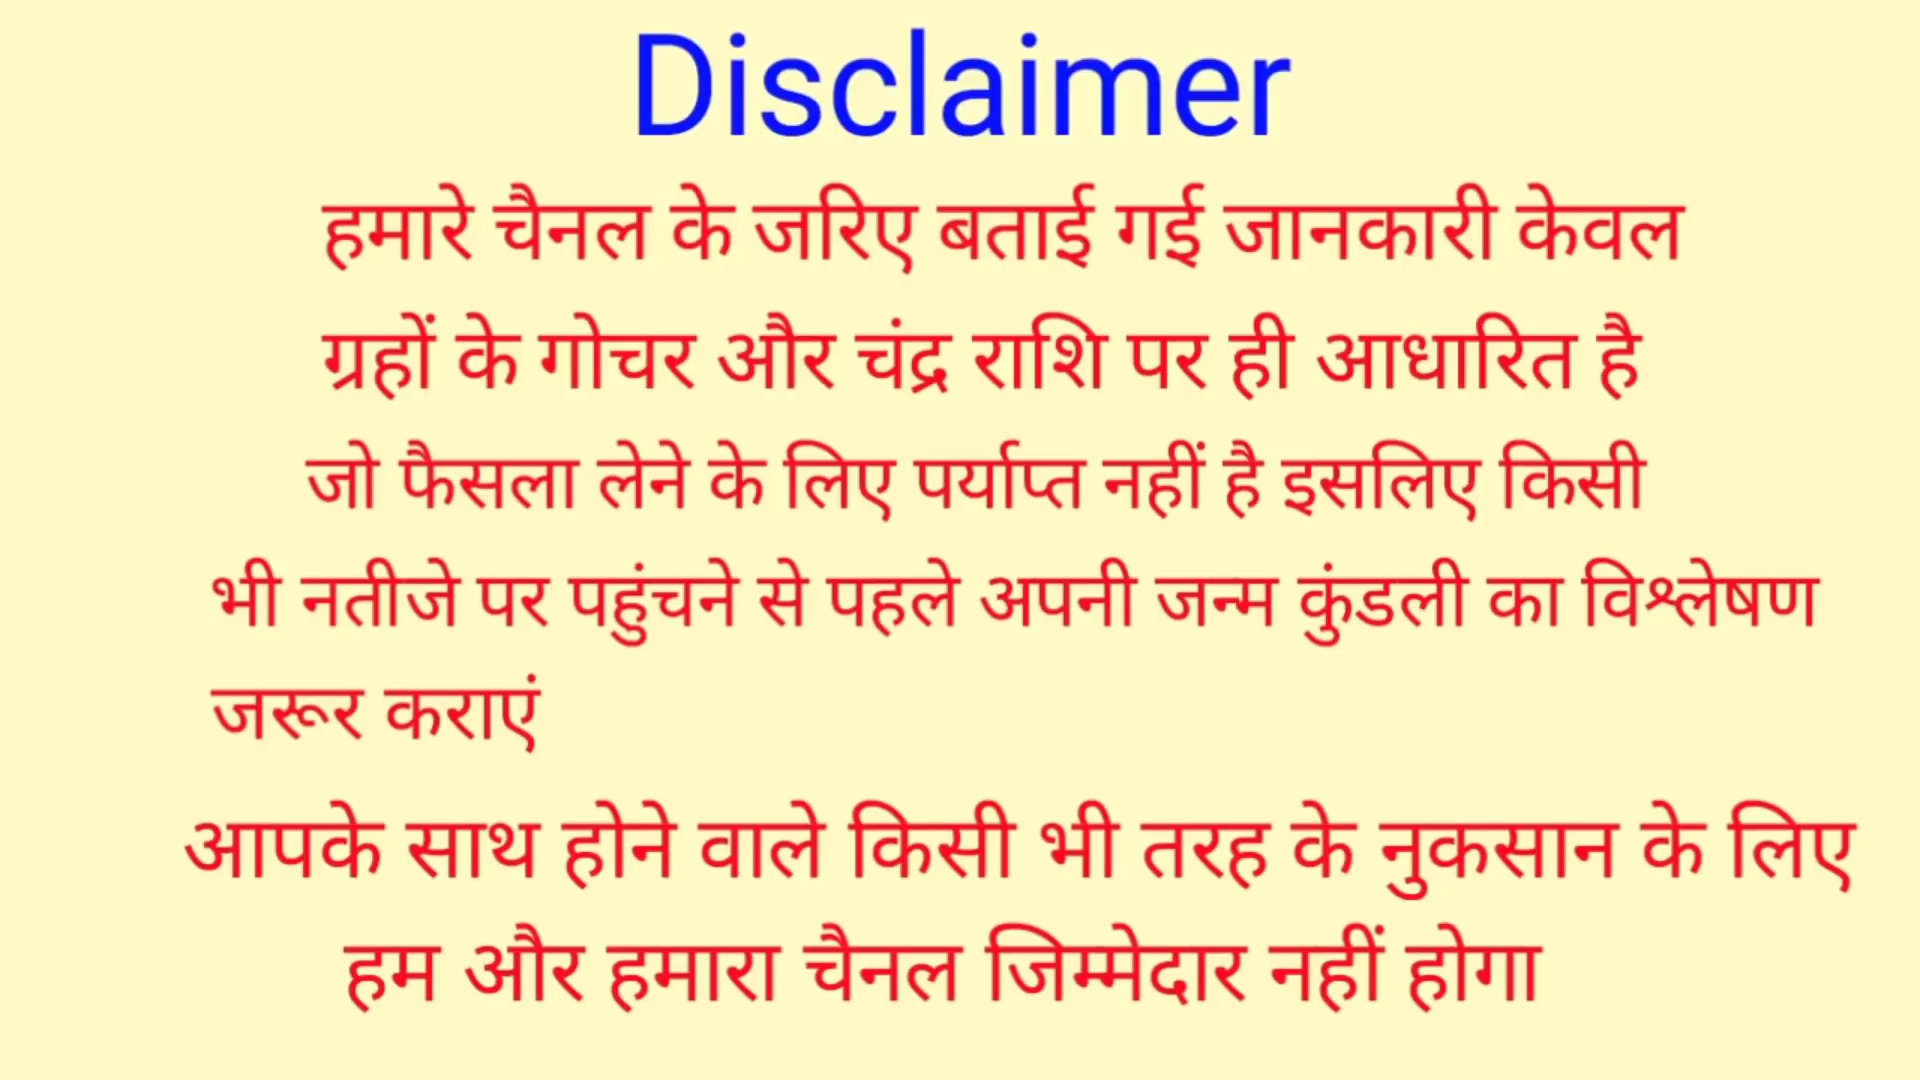 Disclaimer
हमारे चैनल के जरिए बताई गई जानकारी केवल
ग्रहों के गोचर और चंद्र राशि पर ही आधारित है
जो फैसला लेने के लिए पर्याप्त नहीं है इसलिए किसी
भी नतीजे पर पहुंचने से पहले अपनी जन्म कुंडली का विश्लेषण
जरूर कराएं
आपके साथ होने वाले किसी भी तरह के नुकसान के लिए
हम और हमारा चैनल जिम्मेदार नहीं होगा